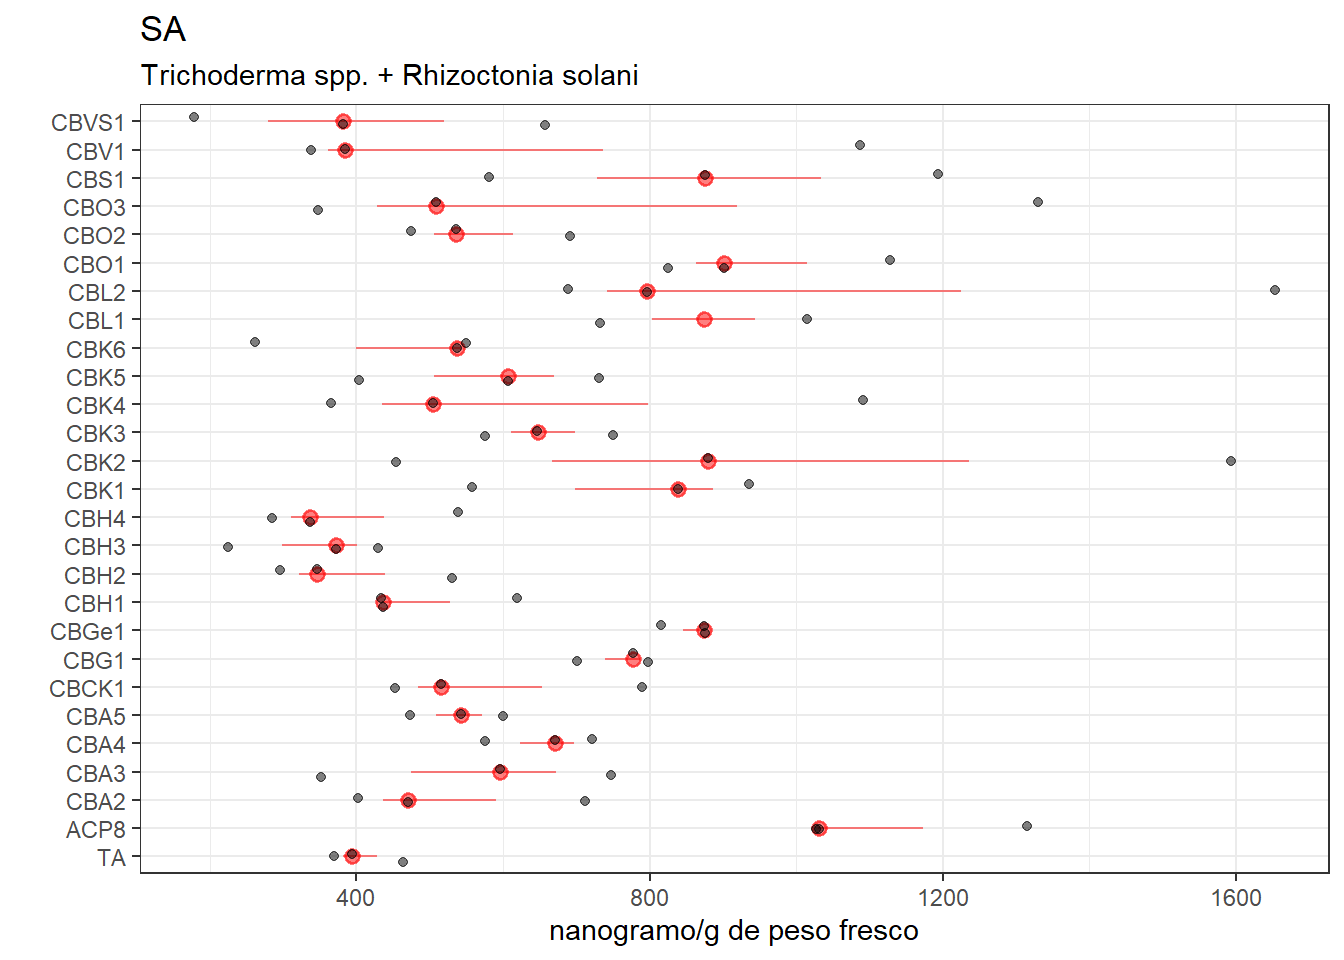 SA
Trichoderma spp. + Rhizoctonia solani
CBVS1
CBV1
CBS1
CBO3
CBO2
CBO1
CBL2
CBL1
CBK6
CBK5
CBK4
CBK3
CBK2
CBK1
CBH4
CBH3
CBH2
CBH1
CBGe1
CBG1
CBCK1
CBA5
CBA4
CBA3
CBA2
ACP8
TA
400 800 1200 1600
nanogramo/g de peso fresco